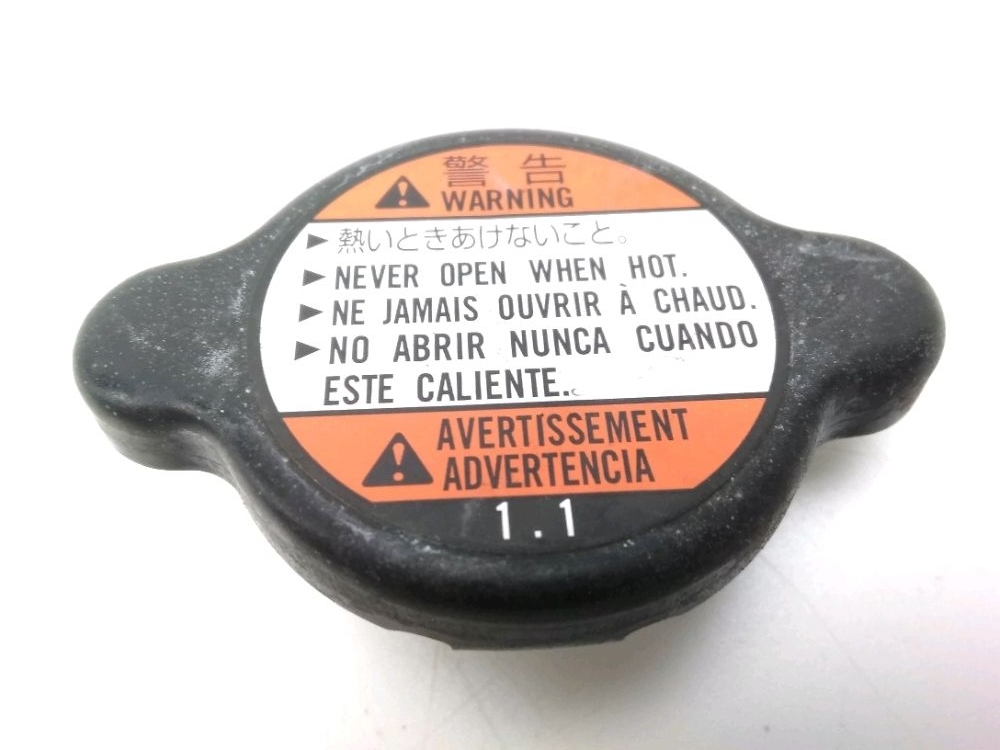 警 告
WARNING
熱いときあけないこと。
NEVER OPEN WHEN HOT.
NE JAMAIS OUVRIR À CHAUD.
NO ABRIR NUNCA CUANDO
ESTE CALIENTE.
AVERTISSEMENT
ADVERTENCIA
1.1